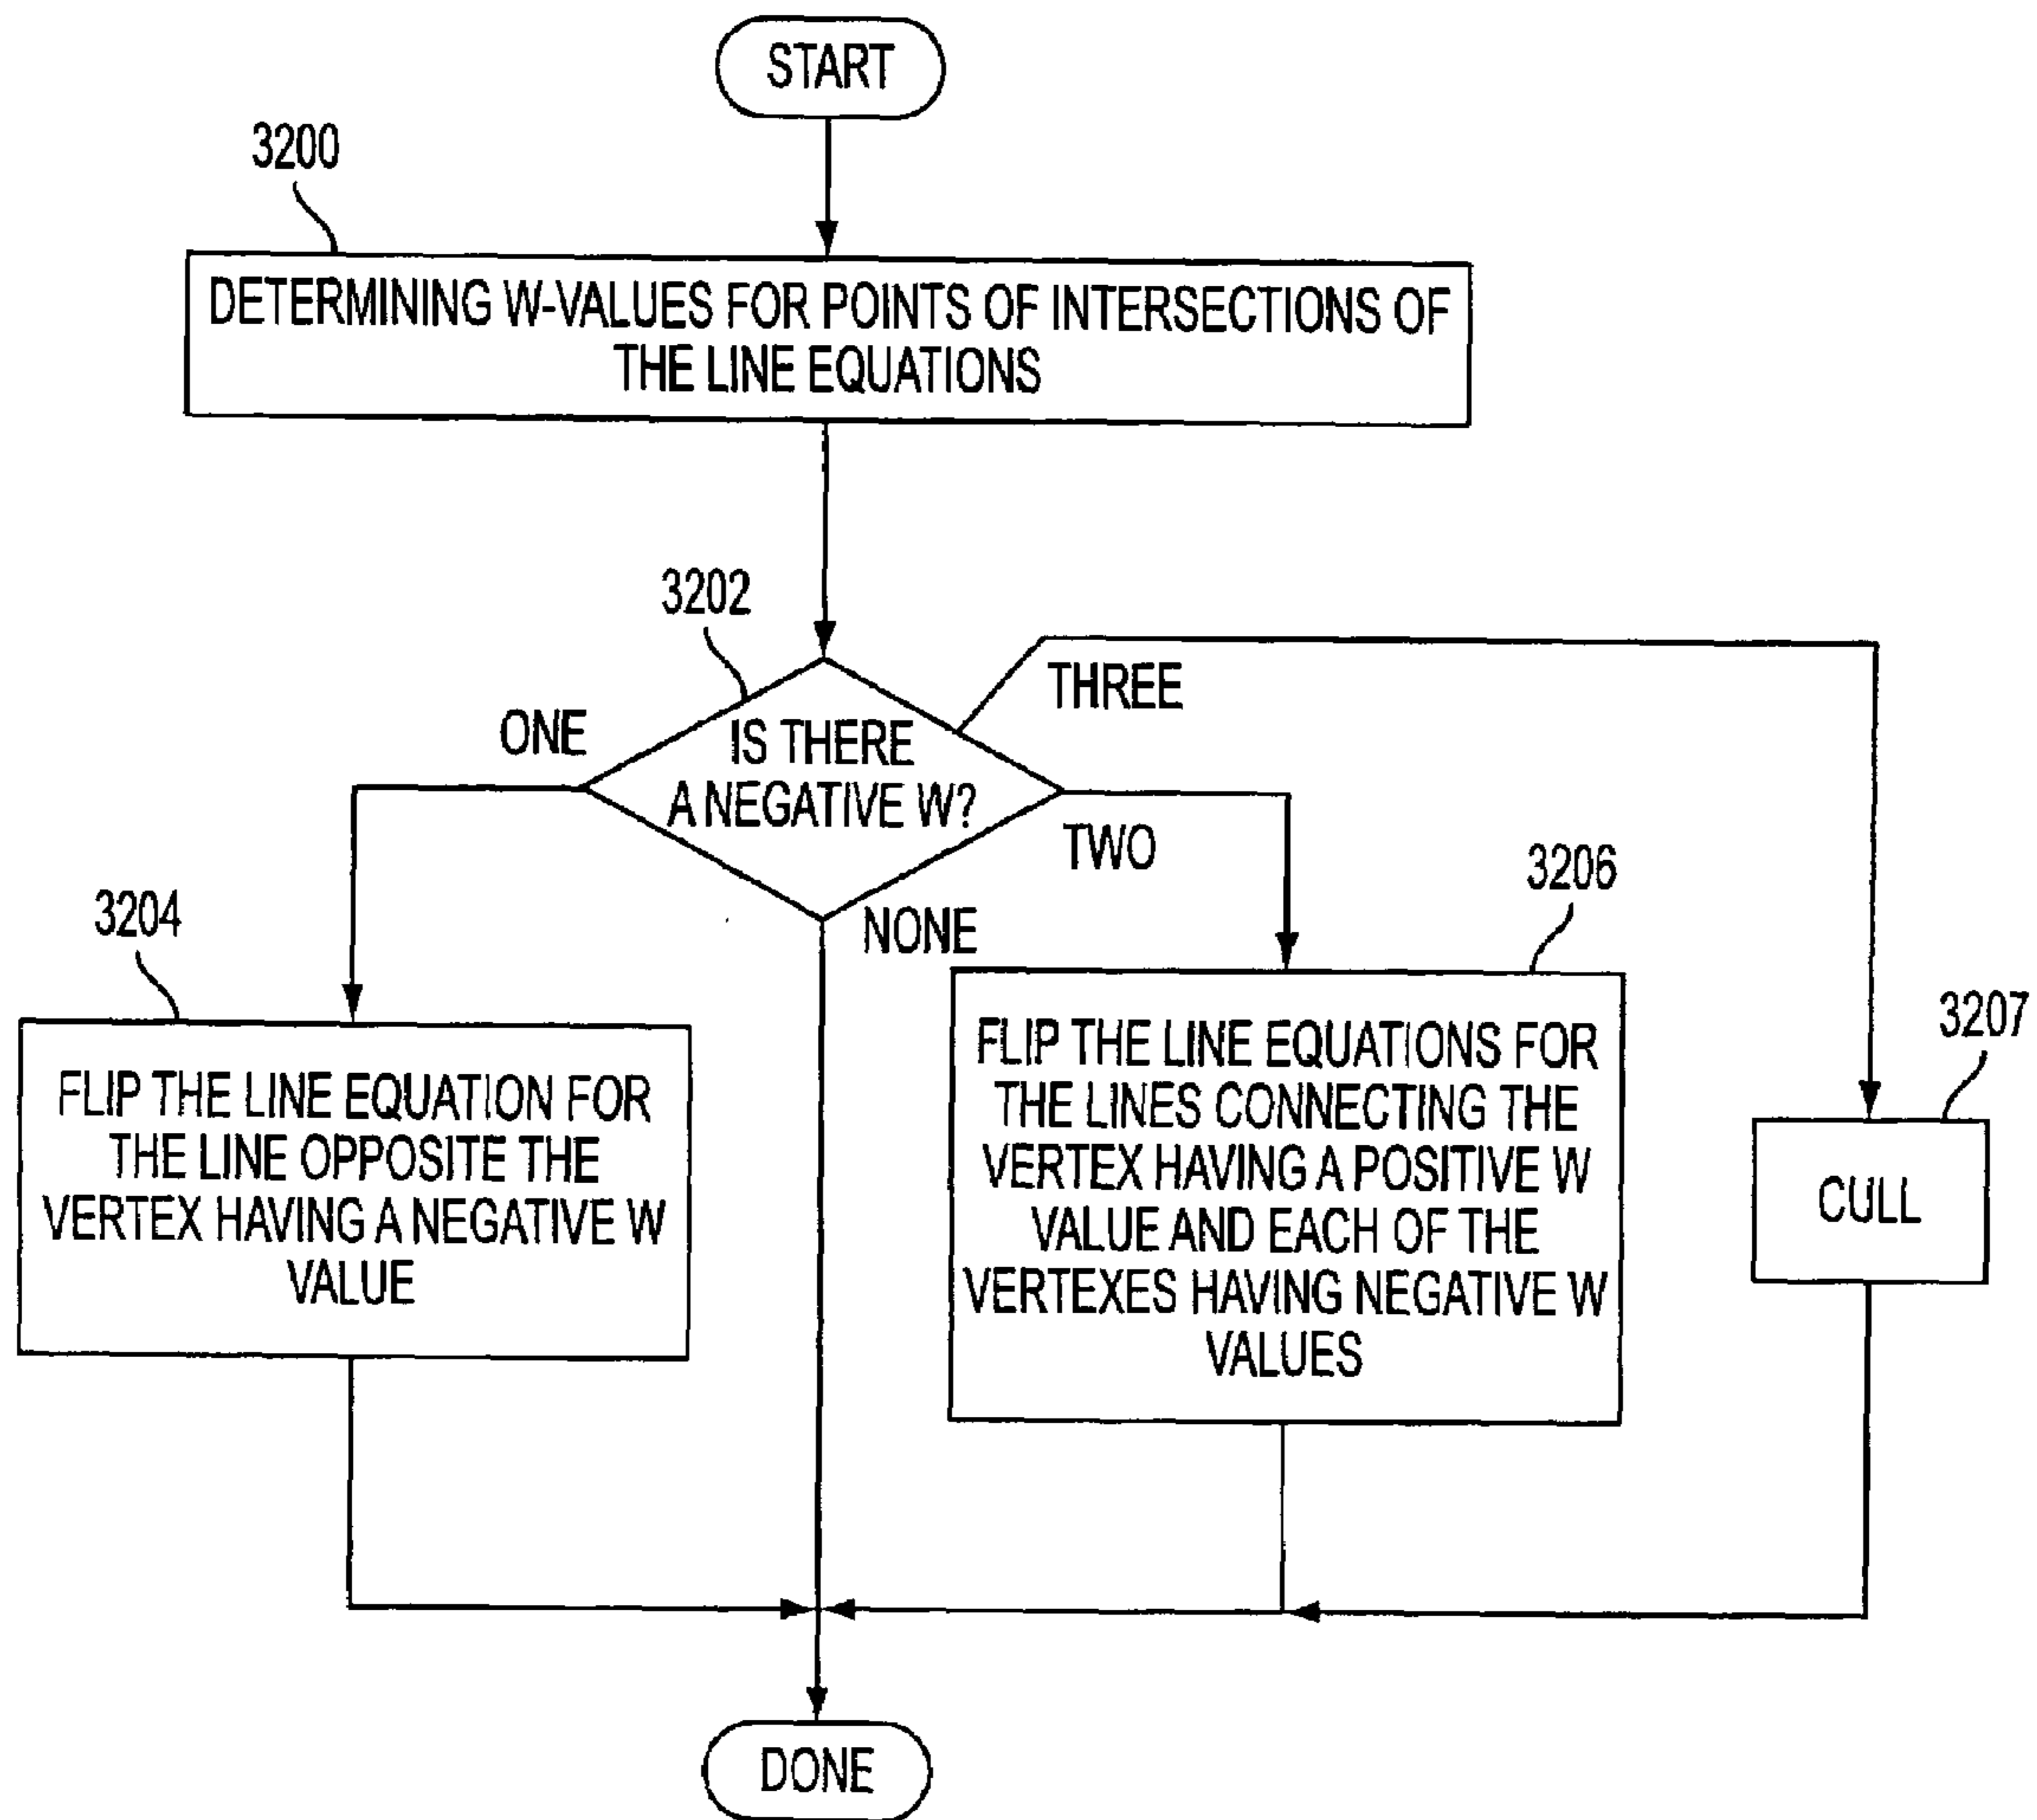 START
3200
DETERMINING W-VALUES FOR POINTS OF INTERSECTIONS OF
THE LINE EQUATIONS
3202
IS THERE
A NEGATIVE W?
ONE
THREE
TWO
NONE
3204
FLIP THE LINE EQUATION FOR
THE LINE OPPOSITE THE
VERTEX HAVING A NEGATIVE W
VALUE
3206
FLIP THE LINE EQUATIONS FOR
THE LINES CONNECTING THE
VERTEX HAVING A POSITIVE W
VALUE AND EACH OF THE
VERTEXES HAVING NEGATIVE W
VALUES
3207
CULL
DONE